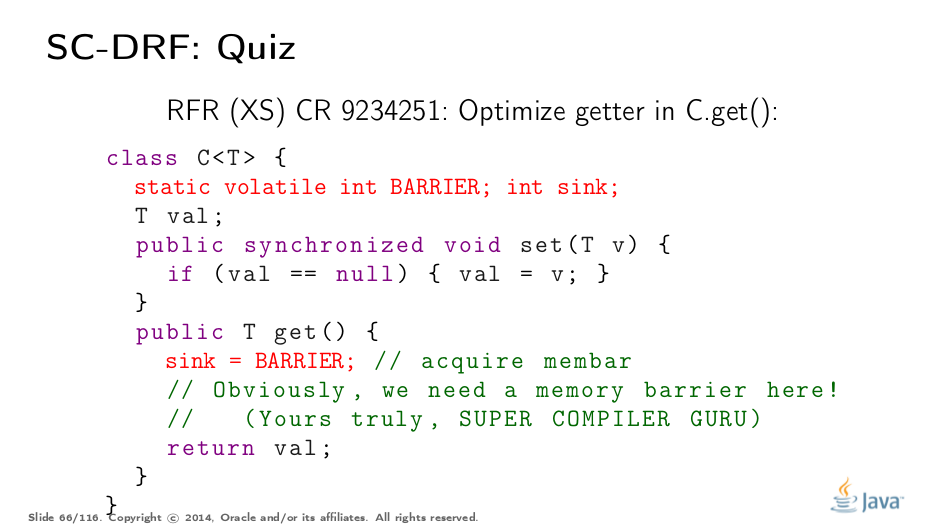 SC-DRF: Quiz
RFR (XS) CR 9234251: Optimize getter in C.get():
class C<T> {
  static volatile int BARRIER; int sink;
  T val;
  public synchronized void set(T v) {
    if (val == null) { val = v; }
  }
  public T get() {
    sink = BARRIER; // acquire membar
    // Obviously, we need a memory barrier here!
    //   (Yours truly, SUPER COMPILER GURU)
    return val;
  }
}
Slide 66/116. Copyright © 2014, Oracle and/or its affiliates. All rights reserved.
Java